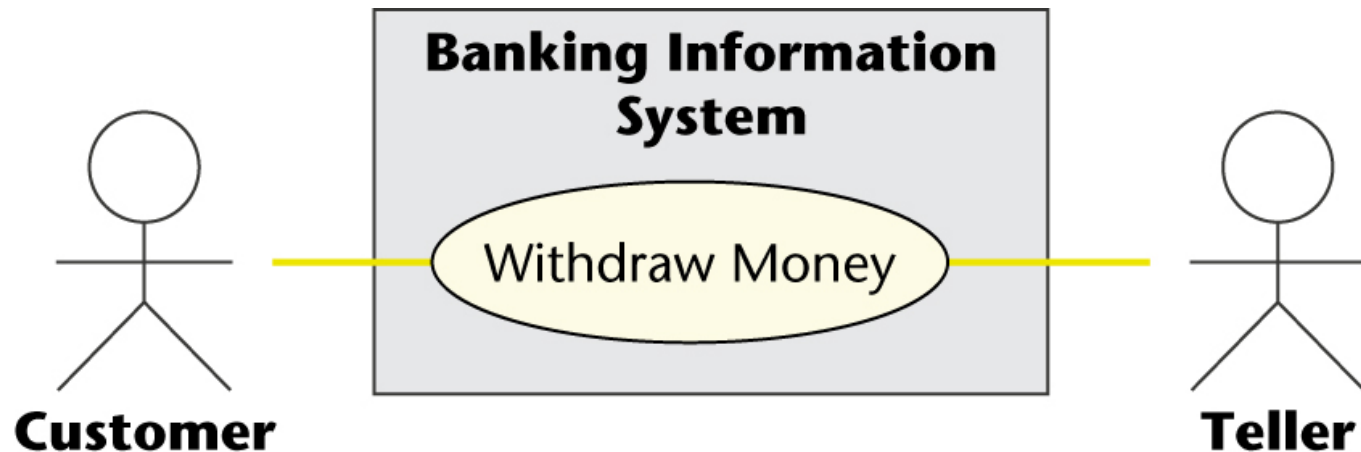 Banking Information
System
Withdraw Money
Customer
Teller